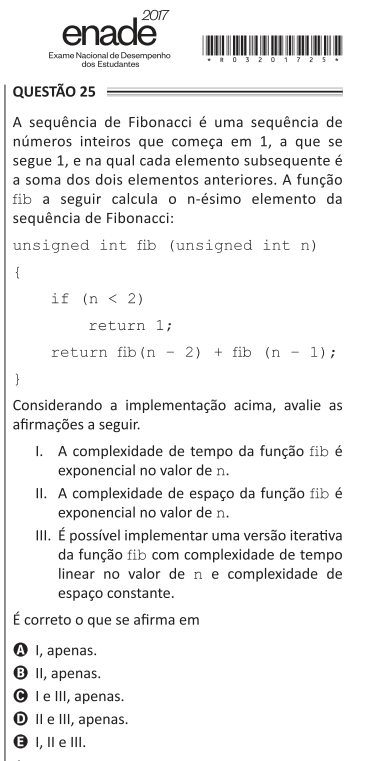 2017
enade
Exame Nacional de Desempenho
dos Estudantes
* R 0 3 2 0 1 7 2 5 *
QUESTÃO 25
A sequência de Fibonacci é uma sequência de
números inteiros que começa em 1, a que se
segue 1, e na qual cada elemento subsequente é
a soma dos dois elementos anteriores. A função
fib a seguir calcula o n-ésimo elemento da
sequência de Fibonacci:
unsigned int fib (unsigned int n)
{
if (n < 2)
return 1;
return fib(n - 2) + fib (n - 1);
}
Considerando a implementação acima, avalie as
afirmações a seguir.
I. A complexidade de tempo da função fib é
exponencial no valor de n.
II. A complexidade de espaço da função fib é
exponencial no valor de n.
III. É possível implementar uma versão iterativa
da função fib com complexidade de tempo
linear no valor de n e complexidade de
espaço constante.
É correto o que se afirma em
A I, apenas.
B II, apenas.
C I e III, apenas.
D II e III, apenas.
E I, II e III.